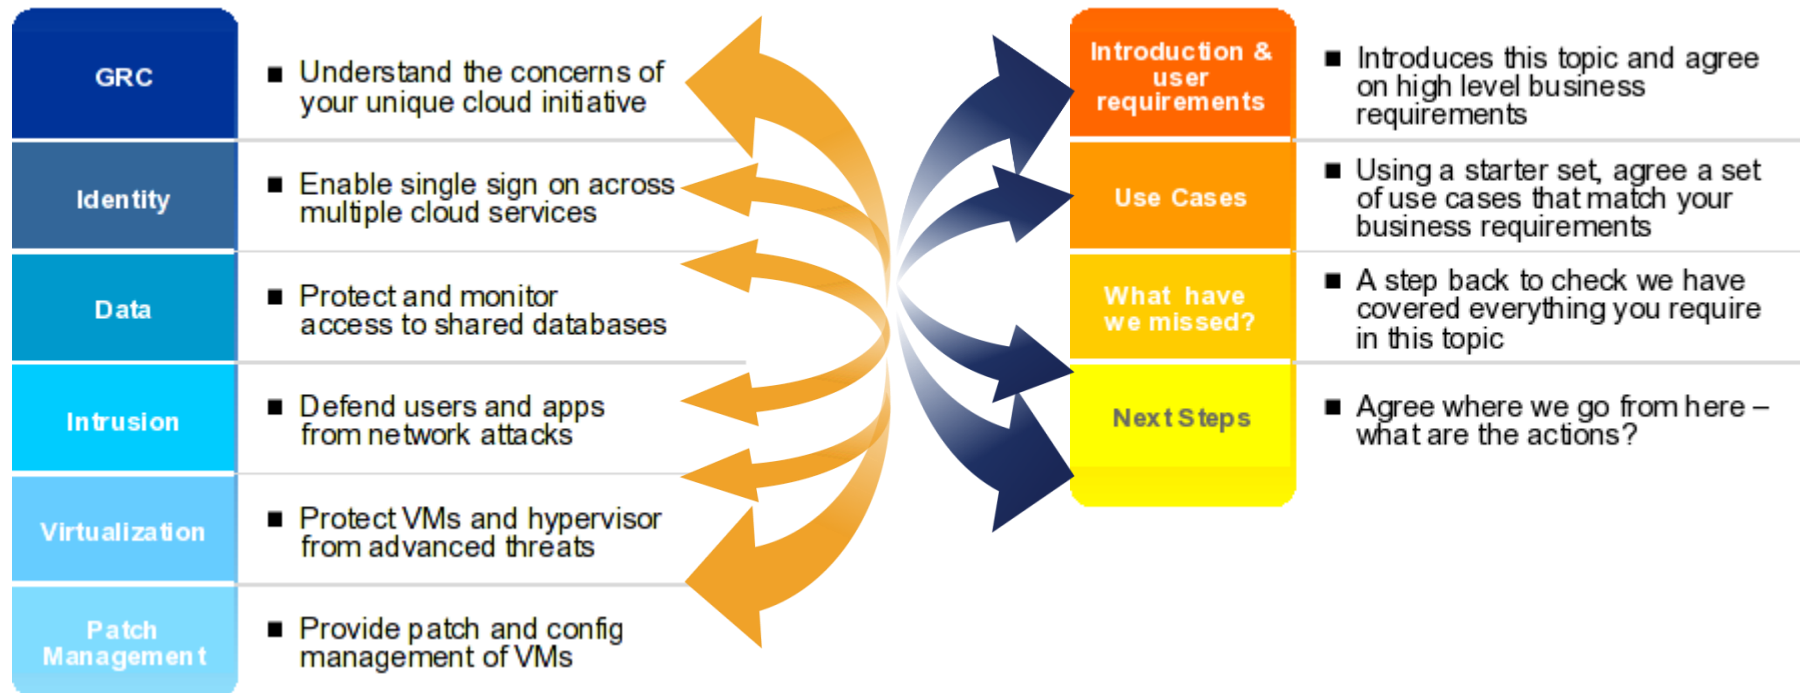 GRC
Understand the concerns of
your unique cloud initiative
Identity
Enable single sign on across
multiple cloud services
Data
Protect and monitor
access to shared databases
Intrusion
Defend users and apps
from network attacks
Virtualization
Protect VMs and hypervisor
from advanced threats
Patch
Management
Provide patch and config
management of VMs
Introduction &
user
requirements
Introduces this topic and agree
on high level business
requirements
Use Cases
Using a starter set, agree a set
of use cases that match your
business requirements
What have
we missed?
A step back to check we have
covered everything you require
in this topic
Next Steps
Agree where we go from here –
what are the actions?